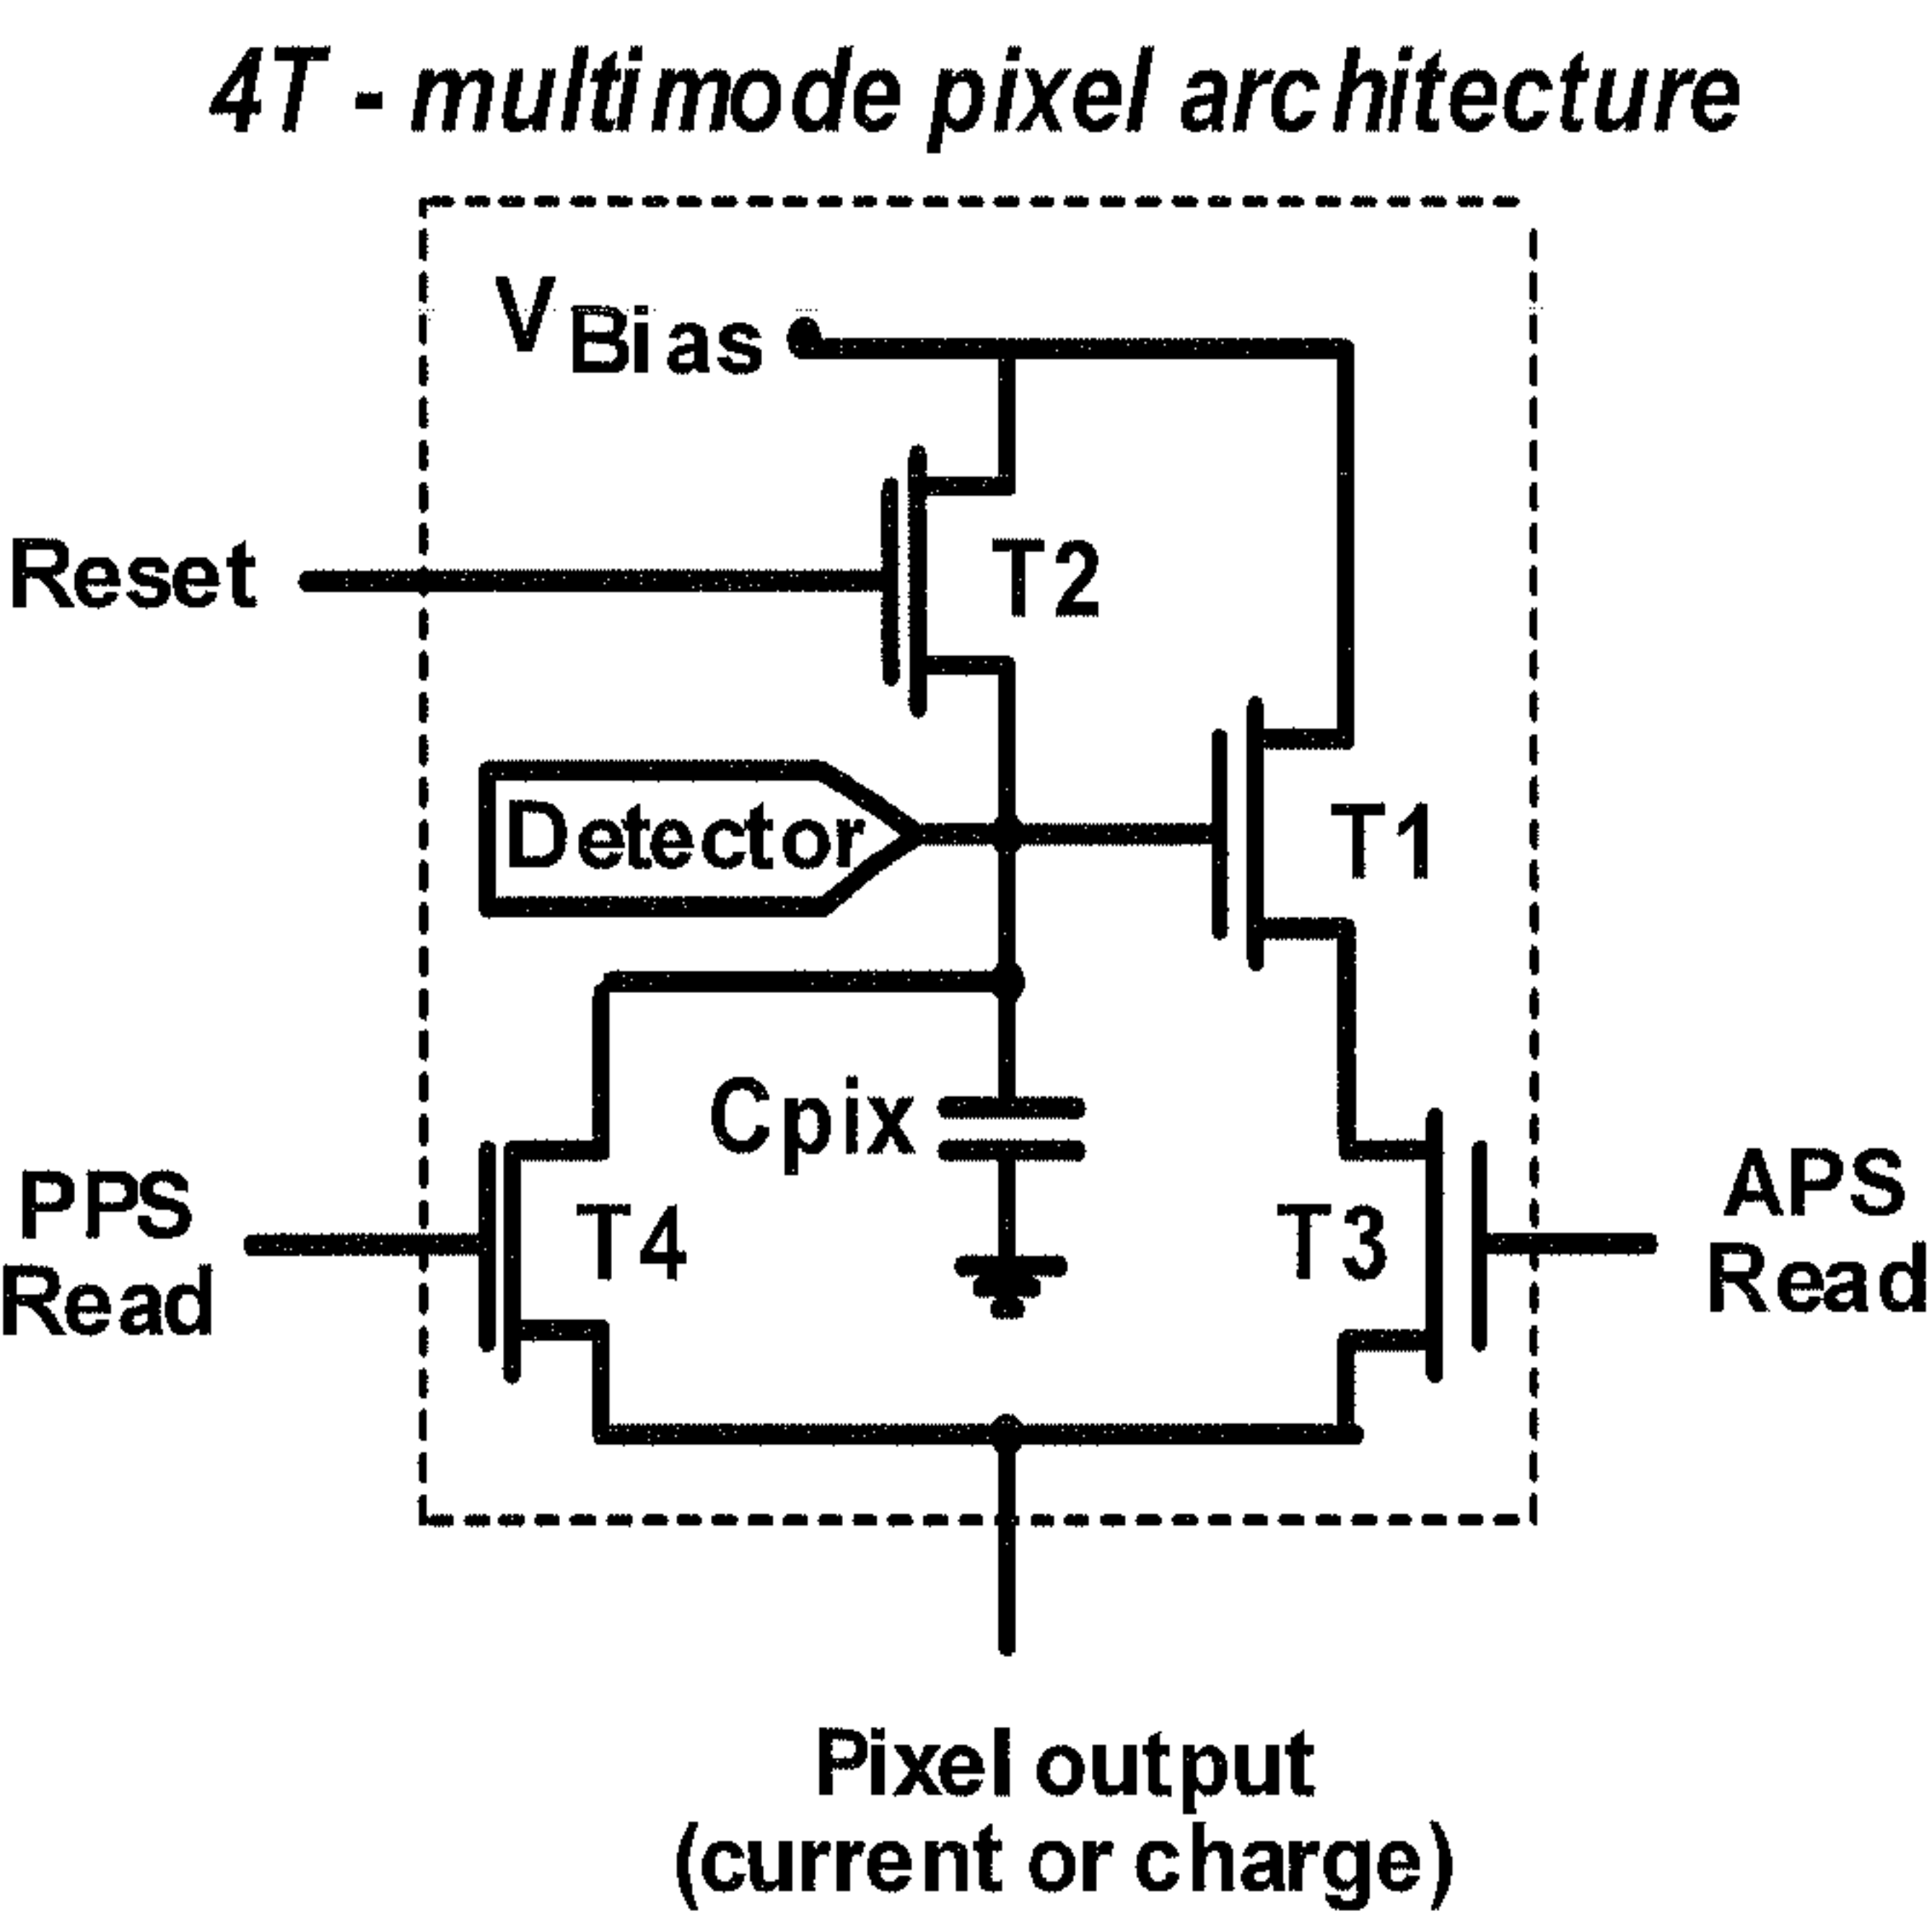 4T - multimode pixel architecture
VBias
Reset
T2
Detector
T1
Cpix
PPS
Read
T4
T3
APS
Read
Pixel output
(current or charge)